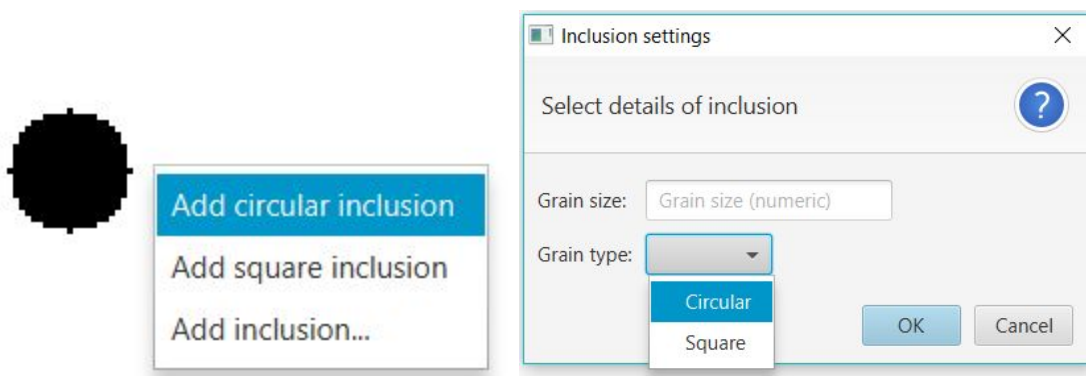 Add circular inclusion
Add square inclusion
Add inclusion...
Inclusion settings
Select details of inclusion
?
Grain size: Grain size (numeric)
Grain type:
Circular
Square
OK Cancel